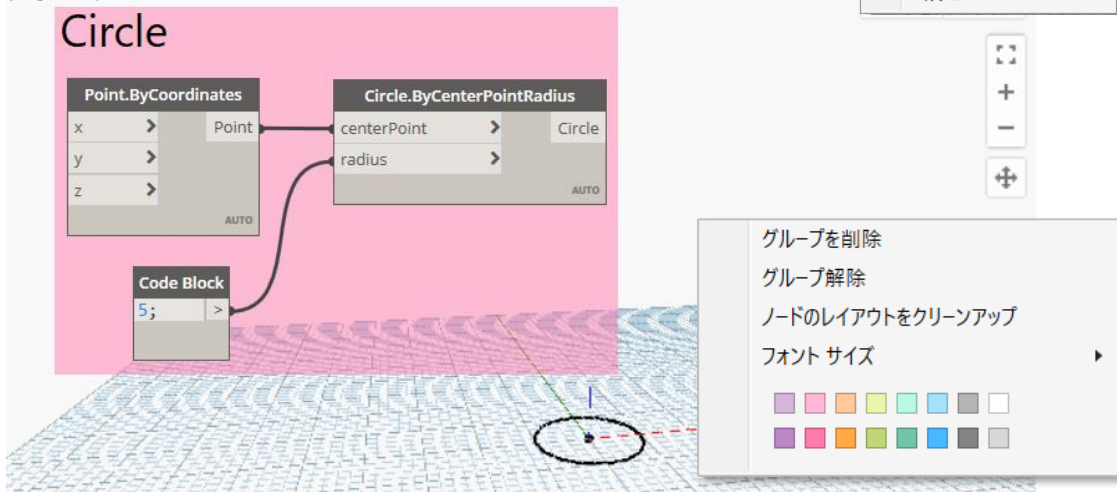 Circle
Point.ByCoordinates
x > Point
y >
z >
AUTO
Circle.ByCenterPointRadius
centerPoint > Circle
radius >
AUTO
Code Block
5; >
グループを削除
グループ解除
ノードのレイアウトをクリーンアップ
フォント サイズ